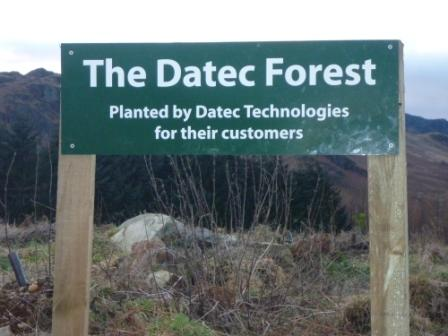 The Datec Forest
Planted by Datec Technologies
for their customers